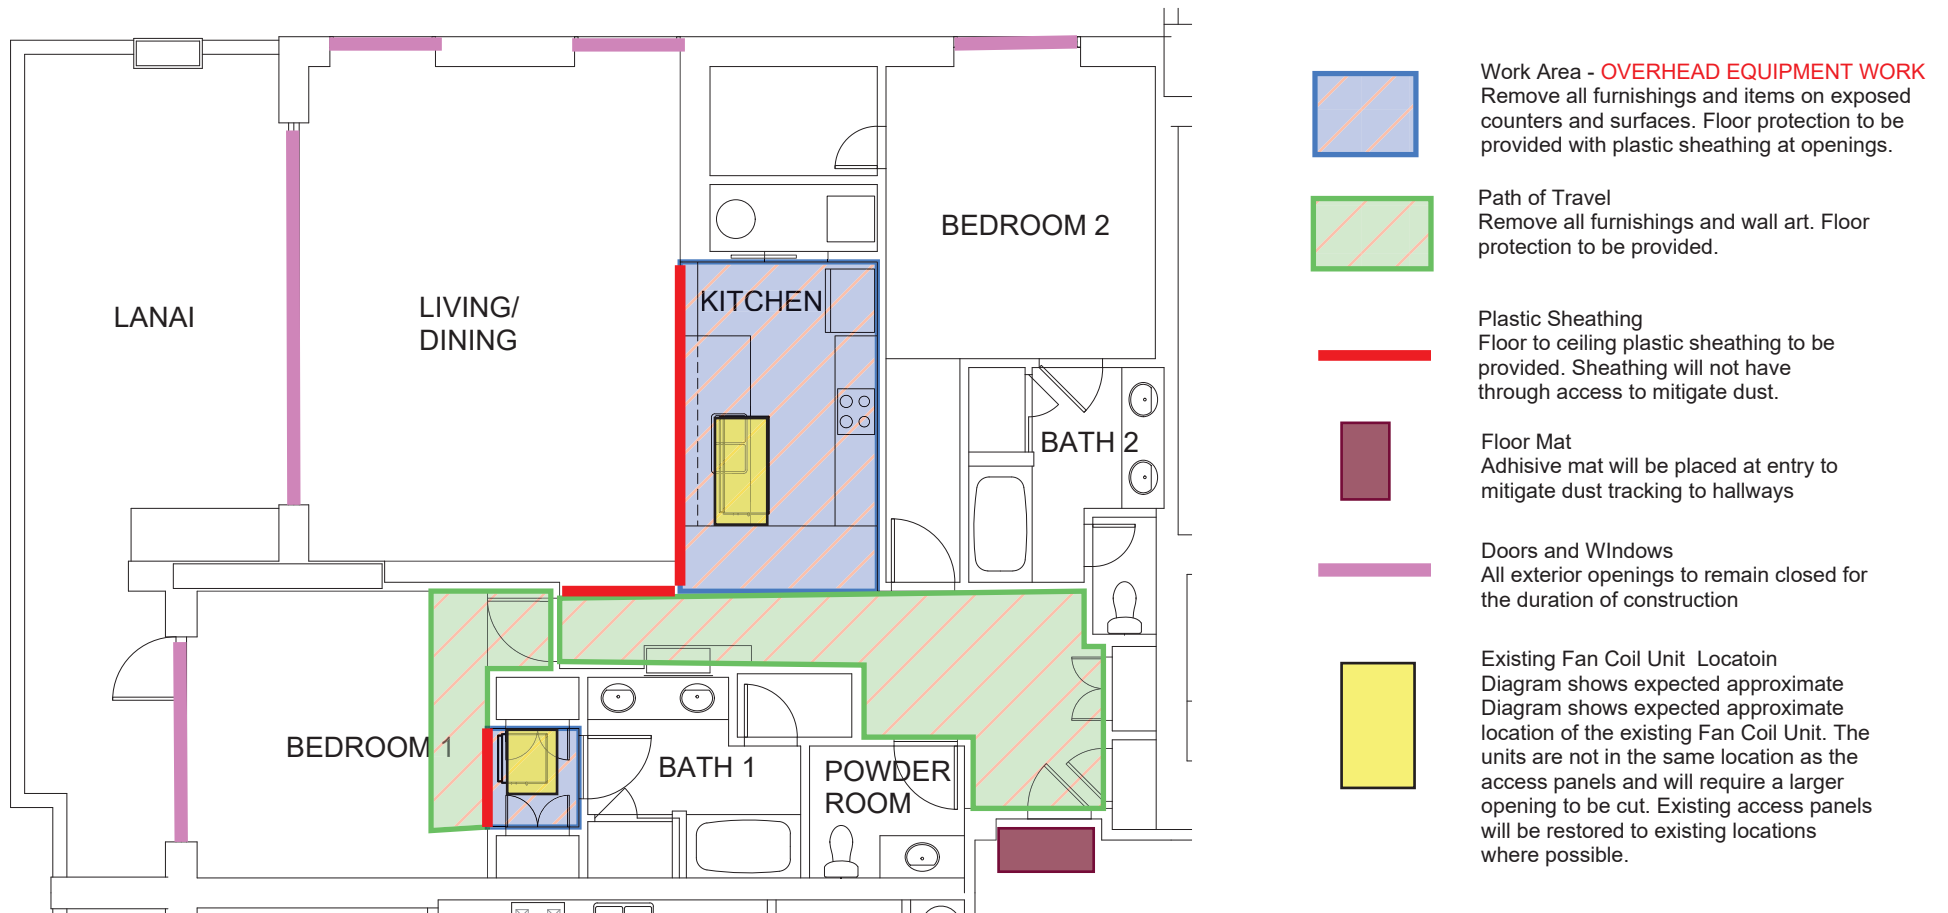 LANAI
LIVING/
DINING
KITCHEN
BEDROOM 2
BATH 2
BEDROOM 1
BATH 1
POWDER
ROOM
Work Area - OVERHEAD EQUIPMENT WORK
Remove all furnishings and items on exposed
counters and surfaces. Floor protection to be
provided with plastic sheathing at openings.
Path of Travel
Remove all furnishings and wall art. Floor
protection to be provided.
Plastic Sheathing
Floor to ceiling plastic sheathing to be
provided. Sheathing will not have
through access to mitigate dust.
Floor Mat
Adhisive mat will be placed at entry to
mitigate dust tracking to hallways
Doors and WIndows
All exterior openings to remain closed for
the duration of construction
Existing Fan Coil Unit  Locatoin
Diagram shows expected approximate
Diagram shows expected approximate
location of the existing Fan Coil Unit. The
units are not in the same location as the
access panels and will require a larger
opening to be cut. Existing access panels
will be restored to existing locations
where possible.